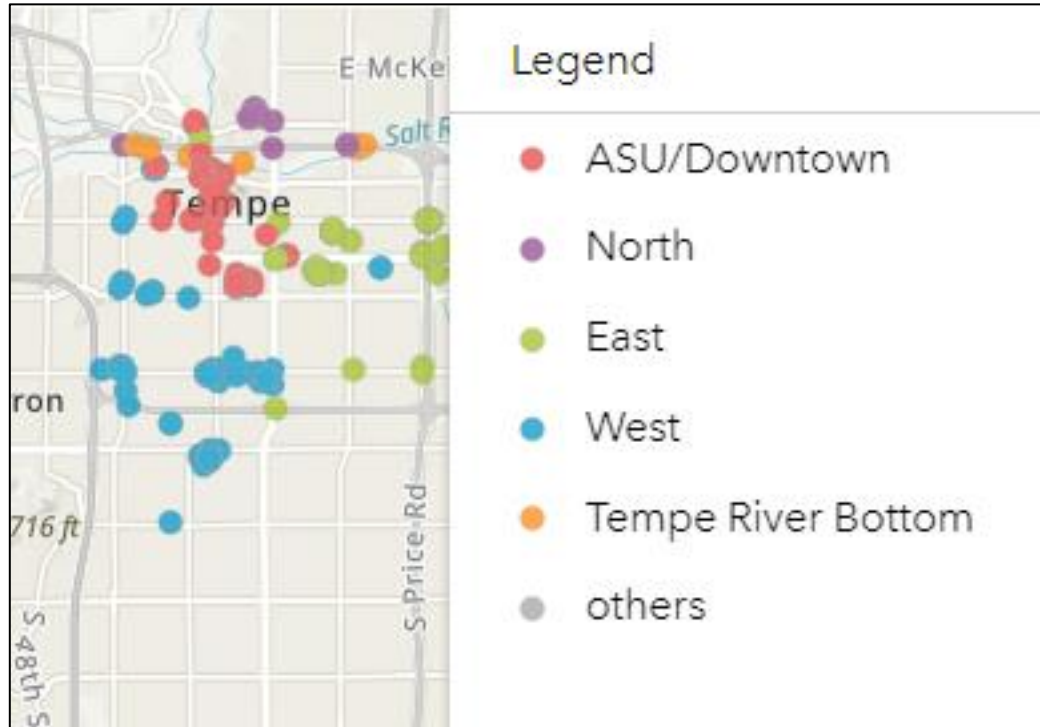 E McKe
Salt R
Tempe
ron
716 ft
S Price Rd
S 48th S
Legend
ASU/Downtown
North
East
West
Tempe River Bottom
others